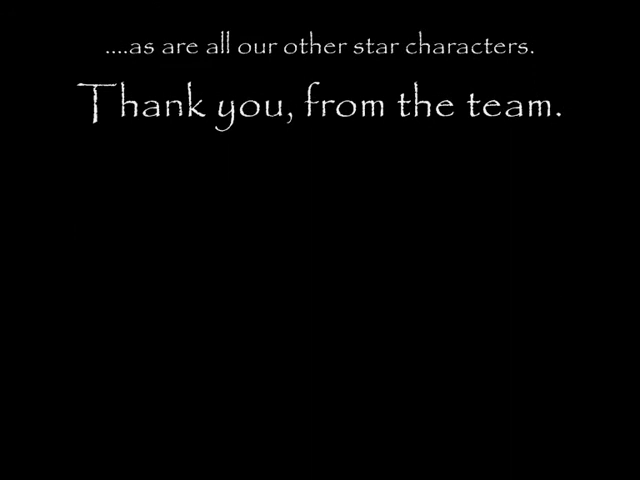 ....as are all our other star characters.
Thank you, from the team.